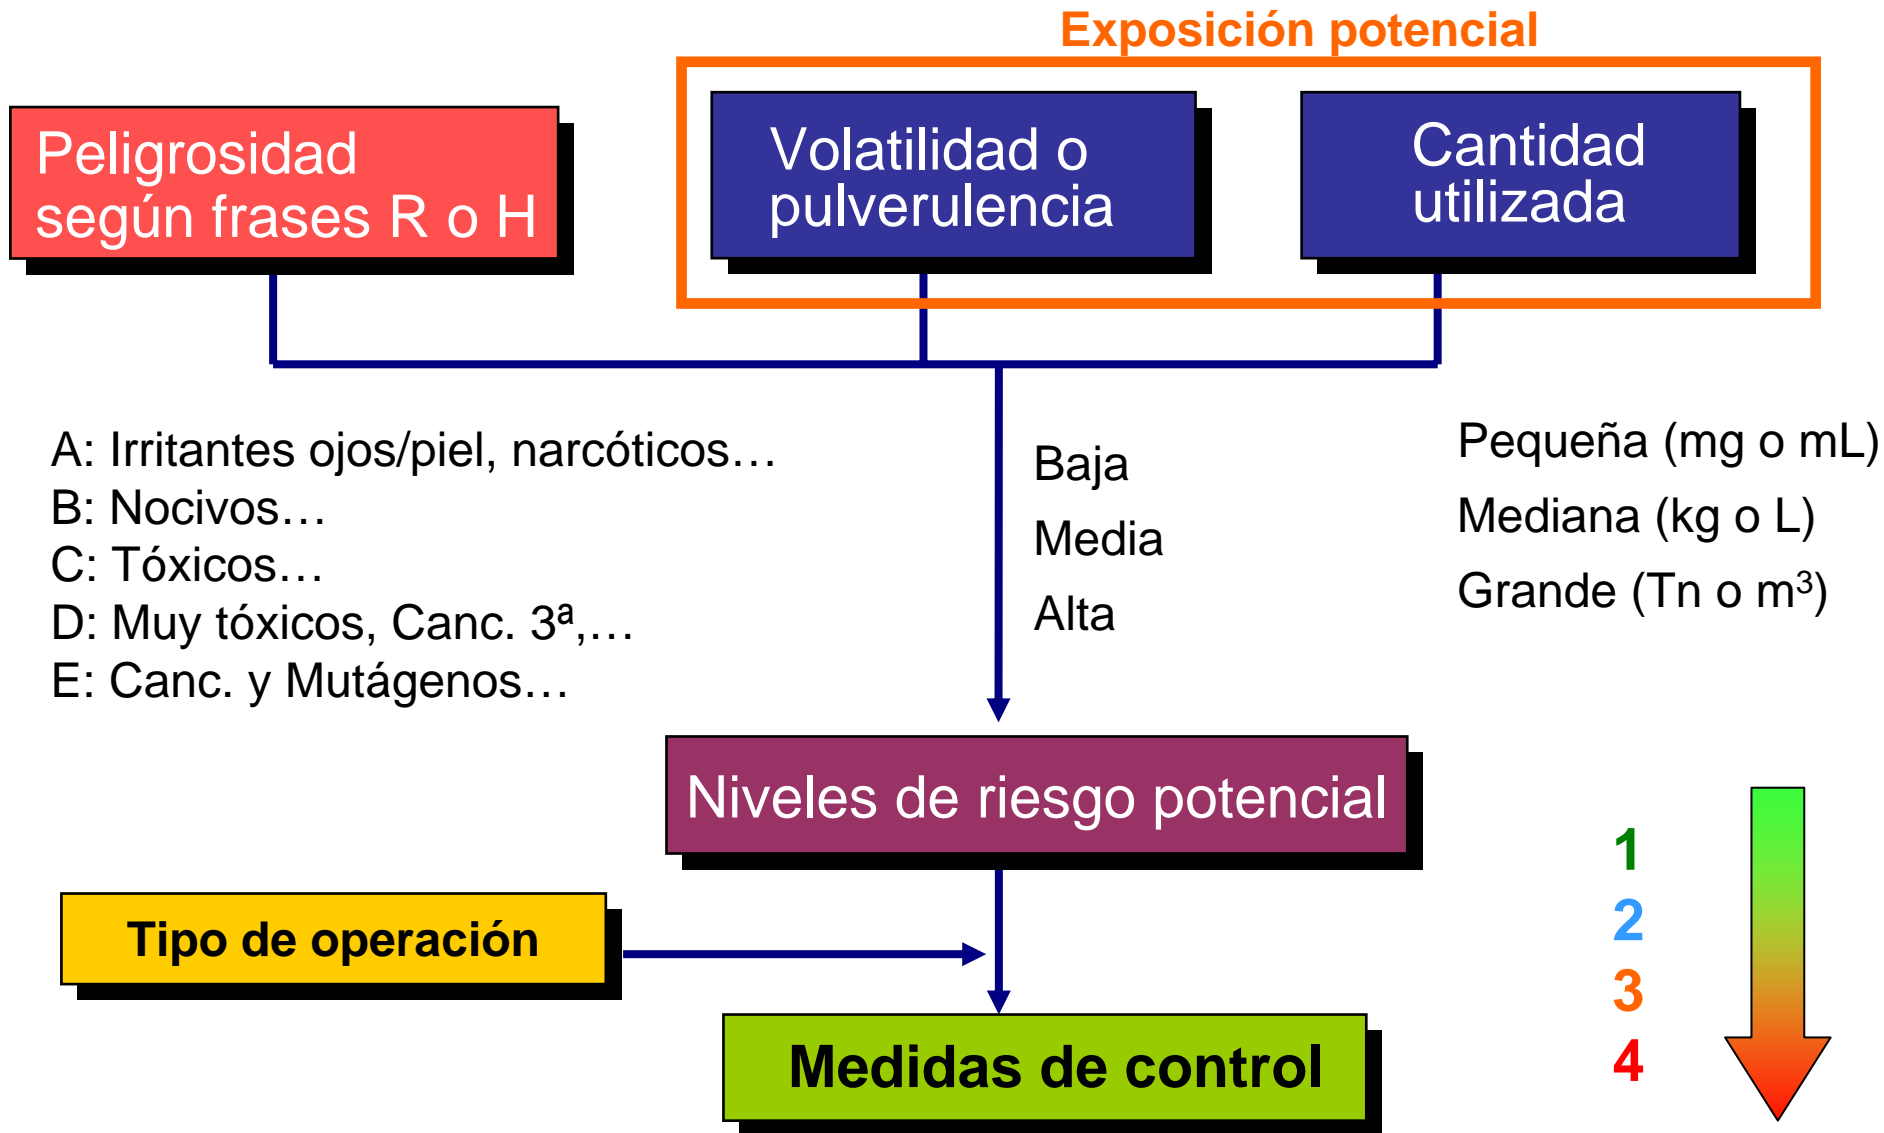 Exposición potencial
Peligrosidad
según frases R o H
Volatilidad o
pulverulencia
Cantidad
utilizada
A: Irritantes ojos/piel, narcóticos…
B: Nocivos…
C: Tóxicos…
D: Muy tóxicos, Canc. 3ª,…
E: Canc. y Mutágenos…
Baja
Media
Alta
Pequeña (mg o mL)
Mediana (kg o L)
Grande (Tn o m³)
Niveles de riesgo potencial
1
2
3
4
Tipo de operación
Medidas de control